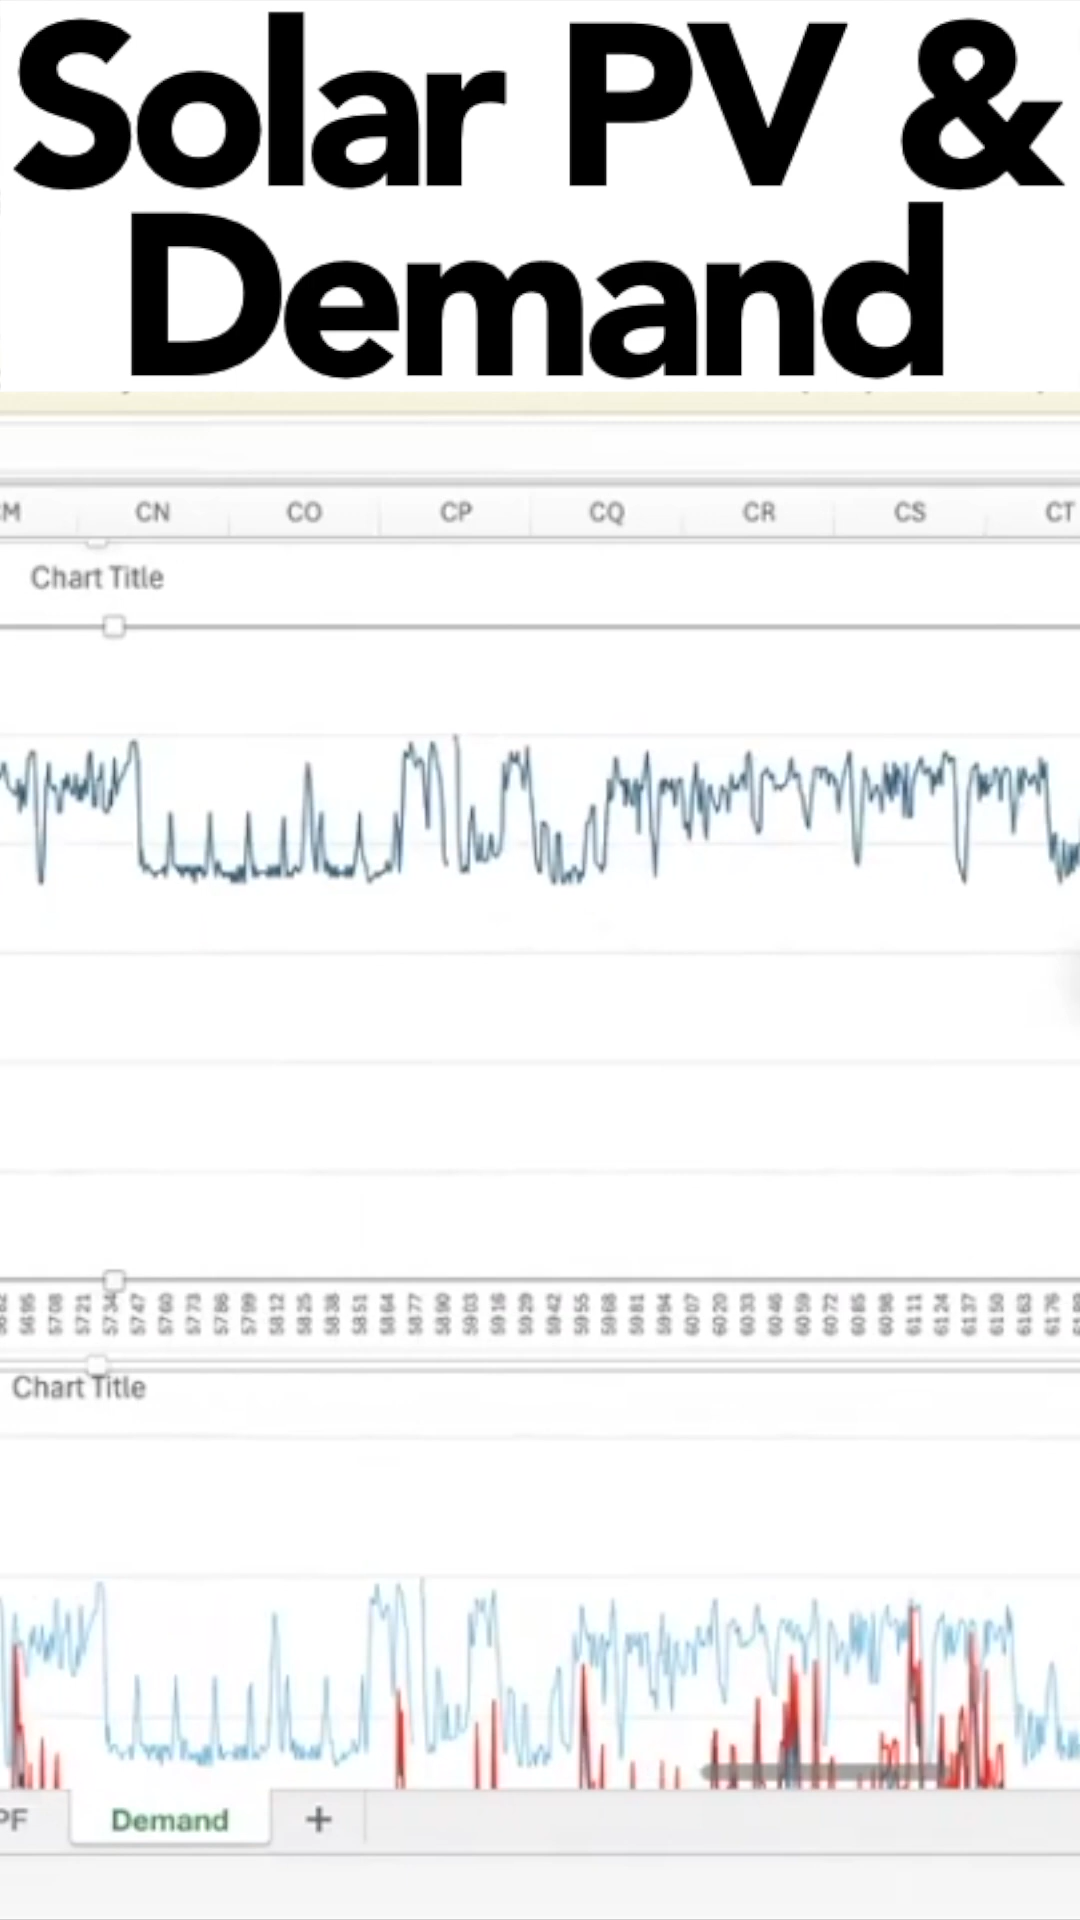 Solar PV &
Demand
CN CO CP CQ CR CS CT
Chart Title
5695 5708 5721 5734 5747 5760 5773 5786 5799 5812 5825 5838 5851 5864 5877 5890 5903 5916 5929 5942 5955 5968 5981 5994 6007 6020 6033 6046 6059 6072 6085 6098 6111 6124 6137 6150 6163 6176
Chart Title
PF Demand +